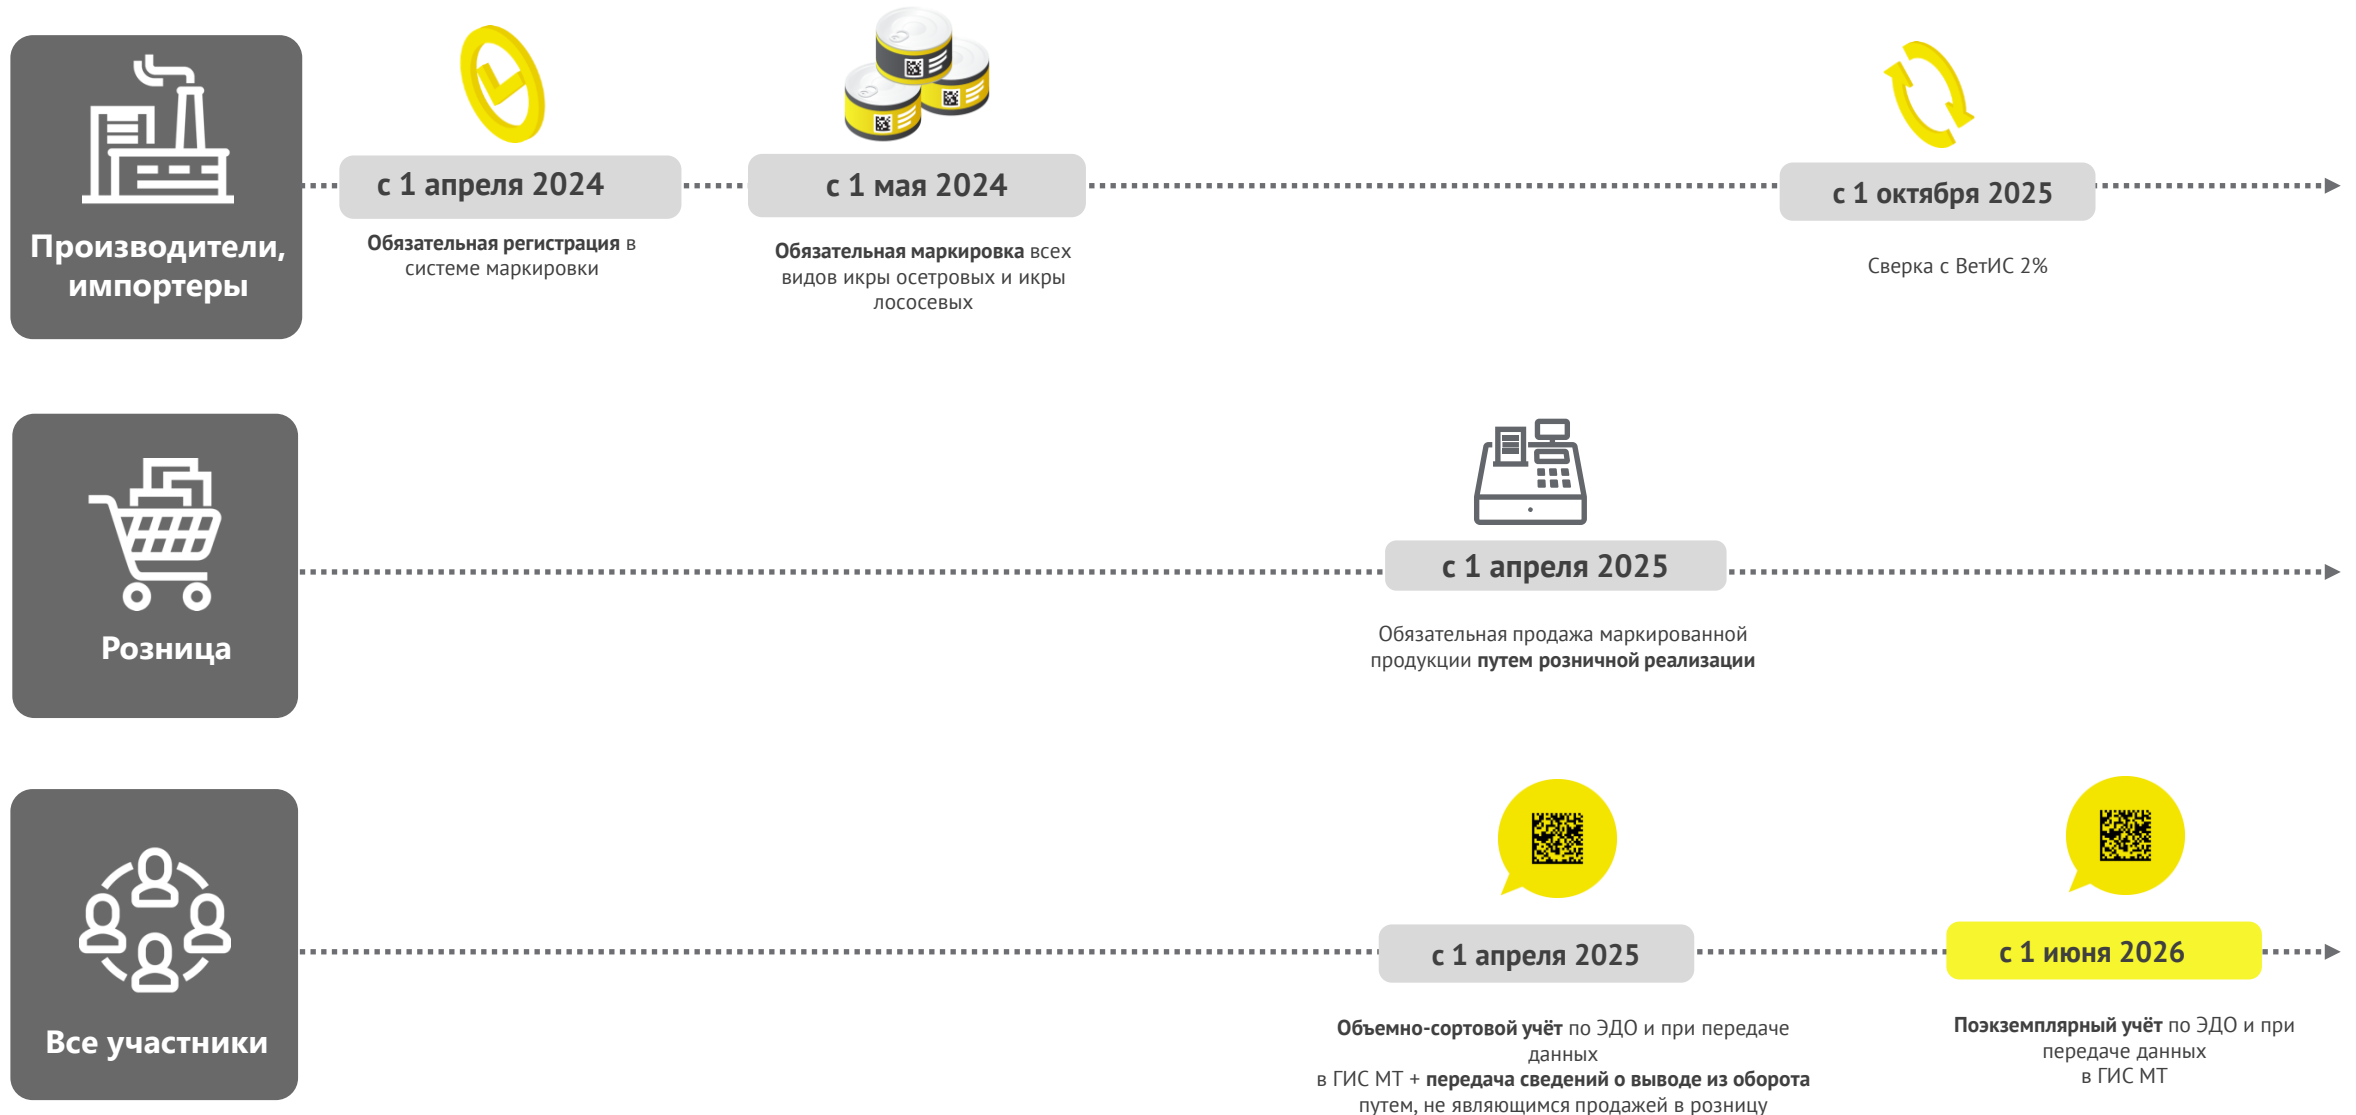 Производители,
импортеры
с 1 апреля 2024
Обязательная регистрация в
системе маркировки
с 1 мая 2024
Обязательная маркировка всех
видов икры осетровых и икры
лососевых
с 1 октября 2025
Сверка с ВетИС 2%
Розница
с 1 апреля 2025
Обязательная продажа маркированной
продукции путем розничной реализации
Все участники
с 1 апреля 2025
Объемно-сортовой учёт по ЭДО и при передаче
данных
в ГИС МТ + передача сведений о выводе из оборота
путем, не являющимся продажей в розницу
с 1 июня 2026
Поэкземплярный учёт по ЭДО и при
передаче данных
в ГИС МТ